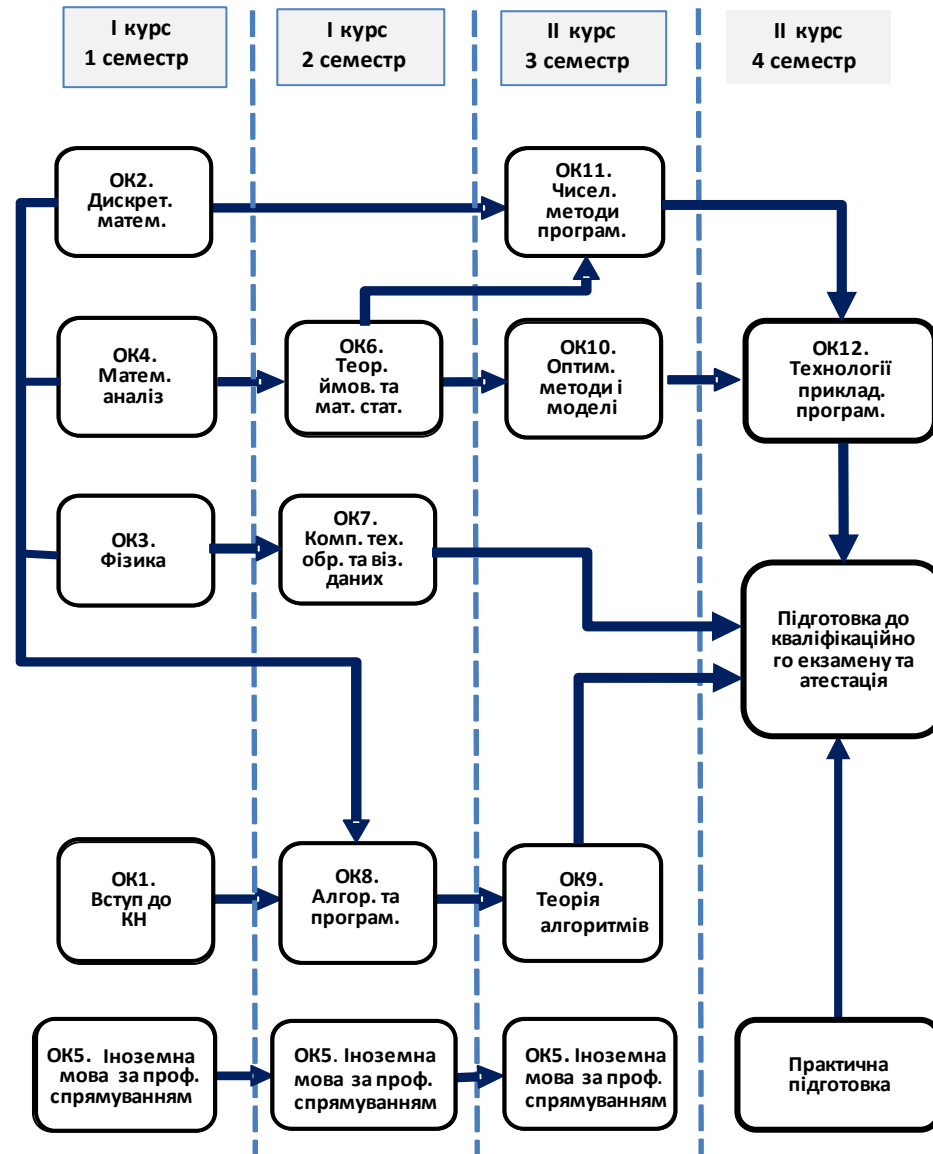 І курс
1 семестр
І курс
2 семестр
ІІ курс
3 семестр
ІІ курс
4 семестр
ОК2.
Дискрет.
матем.
ОК11.
Чисел.
методи
програм.
ОК4.
Матем.
аналіз
ОК6.
Теор.
ймов. та
мат. стат.
ОК10.
Оптим.
методи і
моделі
ОК12.
Технології
приклад.
програм.
ОК3.
Фізика
ОК7.
Комп. тех.
обр. та віз.
даних
Підготовка до
кваліфікаційно
го екзамену та
атестація
ОК1.
Вступ до
КН
ОК8.
Алгор. та
програм.
ОК9.
Теорія
алгоритмів
ОК5. Іноземна
мова за проф.
спрямуванням
ОК5. Іноземна
мова за проф.
спрямуванням
ОК5. Іноземна
мова за проф.
спрямуванням
Практична
підготовка